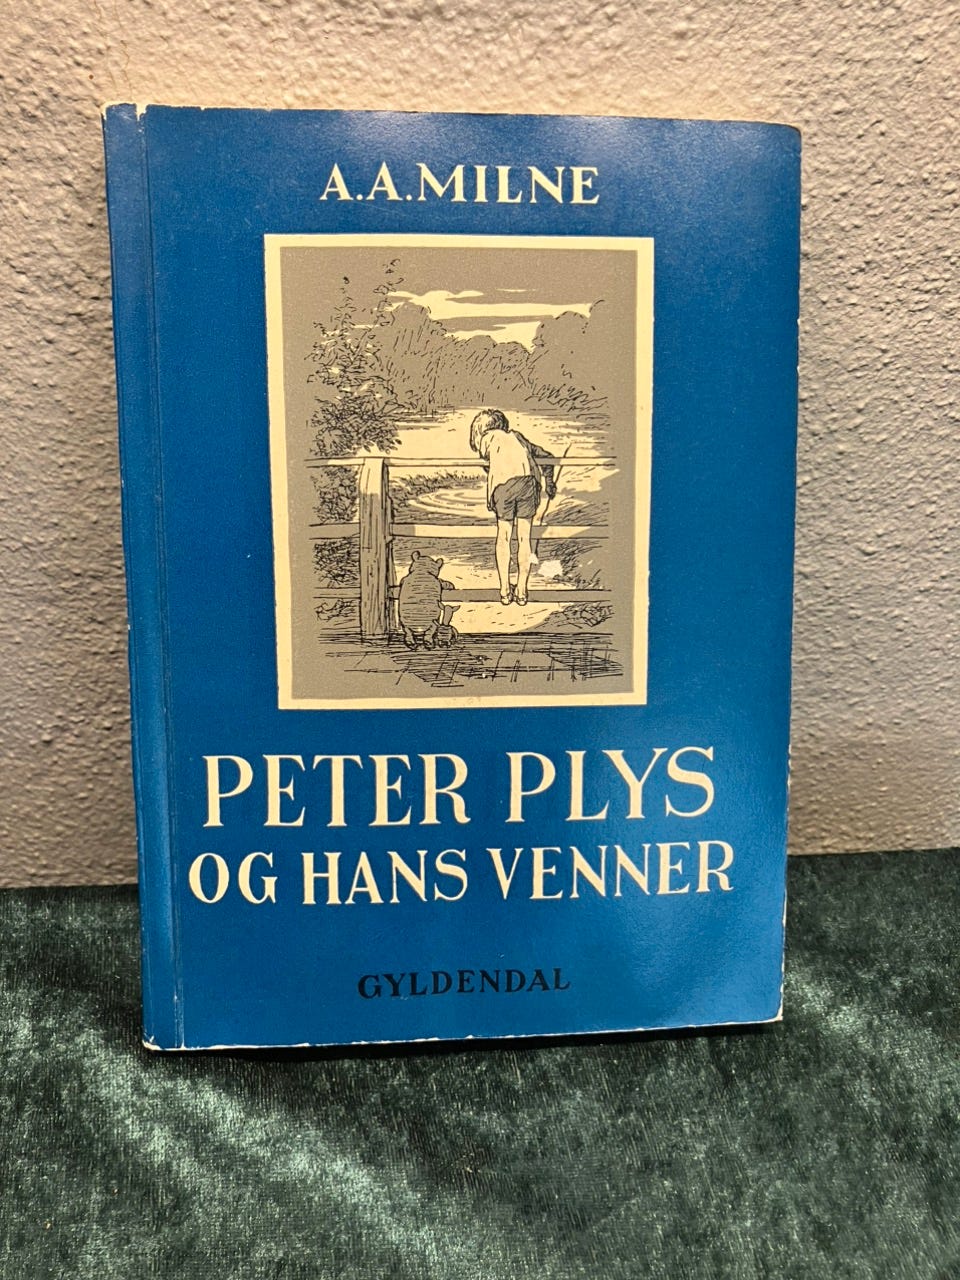 A.A.MILNE
PETER PLYS
OG HANS VENNER
GYLDENDAL